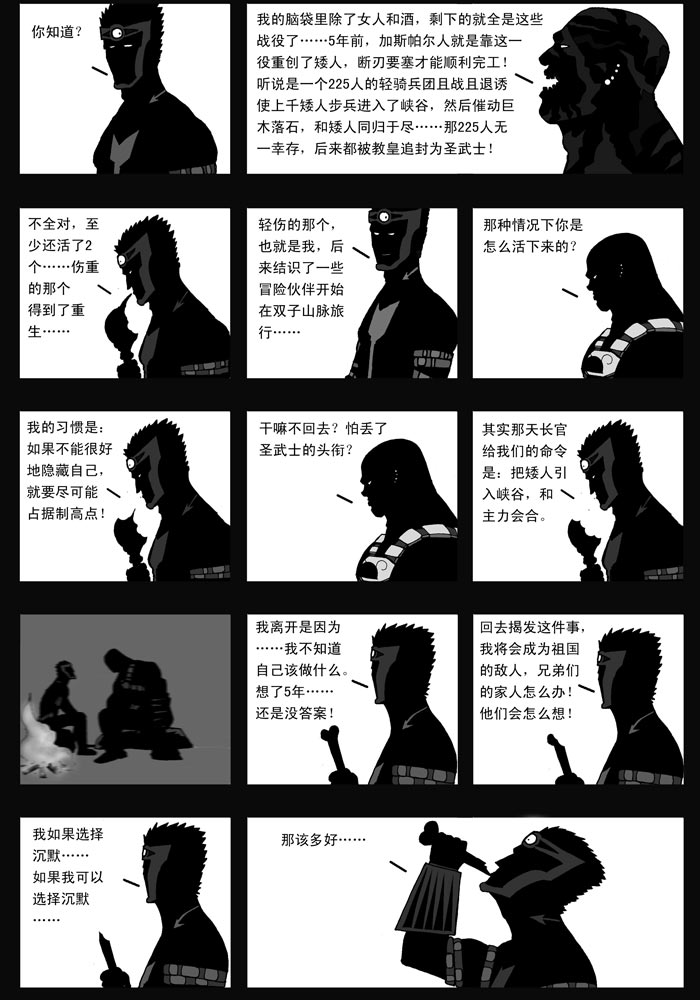 你知道?
我的脑袋里除了女人和酒，剩下的就全是这些
战役了……5年前，加斯帕尔人就是靠这一
役重创了矮人，断刃要塞才能顺利完工！
听说是一个225人的轻骑兵团且战且退诱
使上千矮人步兵进入了峡谷，然后催动巨
木落石，和矮人同归于尽……那225人无
一幸存，后来都被教皇追封为圣武士！
不全对，至
少还活了2
个……伤重
的那个
得到了重
生……
轻伤的那个，
也就是我，后
来结识了一些
冒险伙伴开始
在双子山脉旅
行……
那种情况下你是
怎么活下来的？
我的习惯是：
如果不能很好
地隐藏自己，
就要尽可能
占据制高点！
干嘛不回去？怕丢了
圣武士的头衔？
其实那天长官
给我们的命令
是：把矮人引
入峡谷，和
主力会合。
我离开是因为
……我不知道
自己该做什么。
想了5年……
还是没答案！
回去揭发这件事，
我将会成为祖国
的敌人，兄弟们
的家人怎么办！
他们会怎么想！
我如果选择
沉默……
如果我可以
选择沉默
……
那该多好……